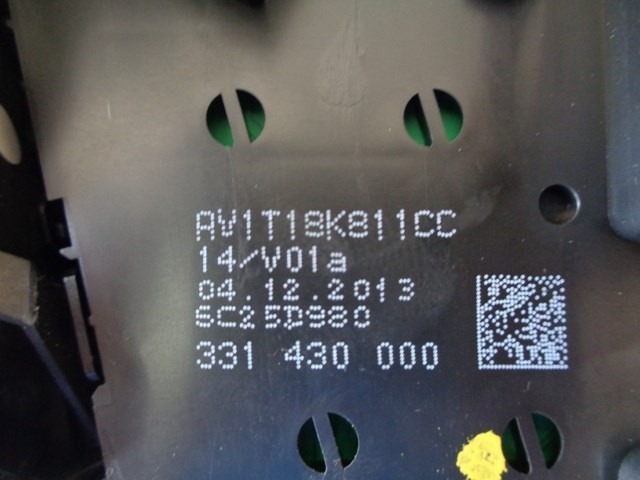 AV1T18K811CC
14/V01a
04.12.2013
6C25D980
331 430 000